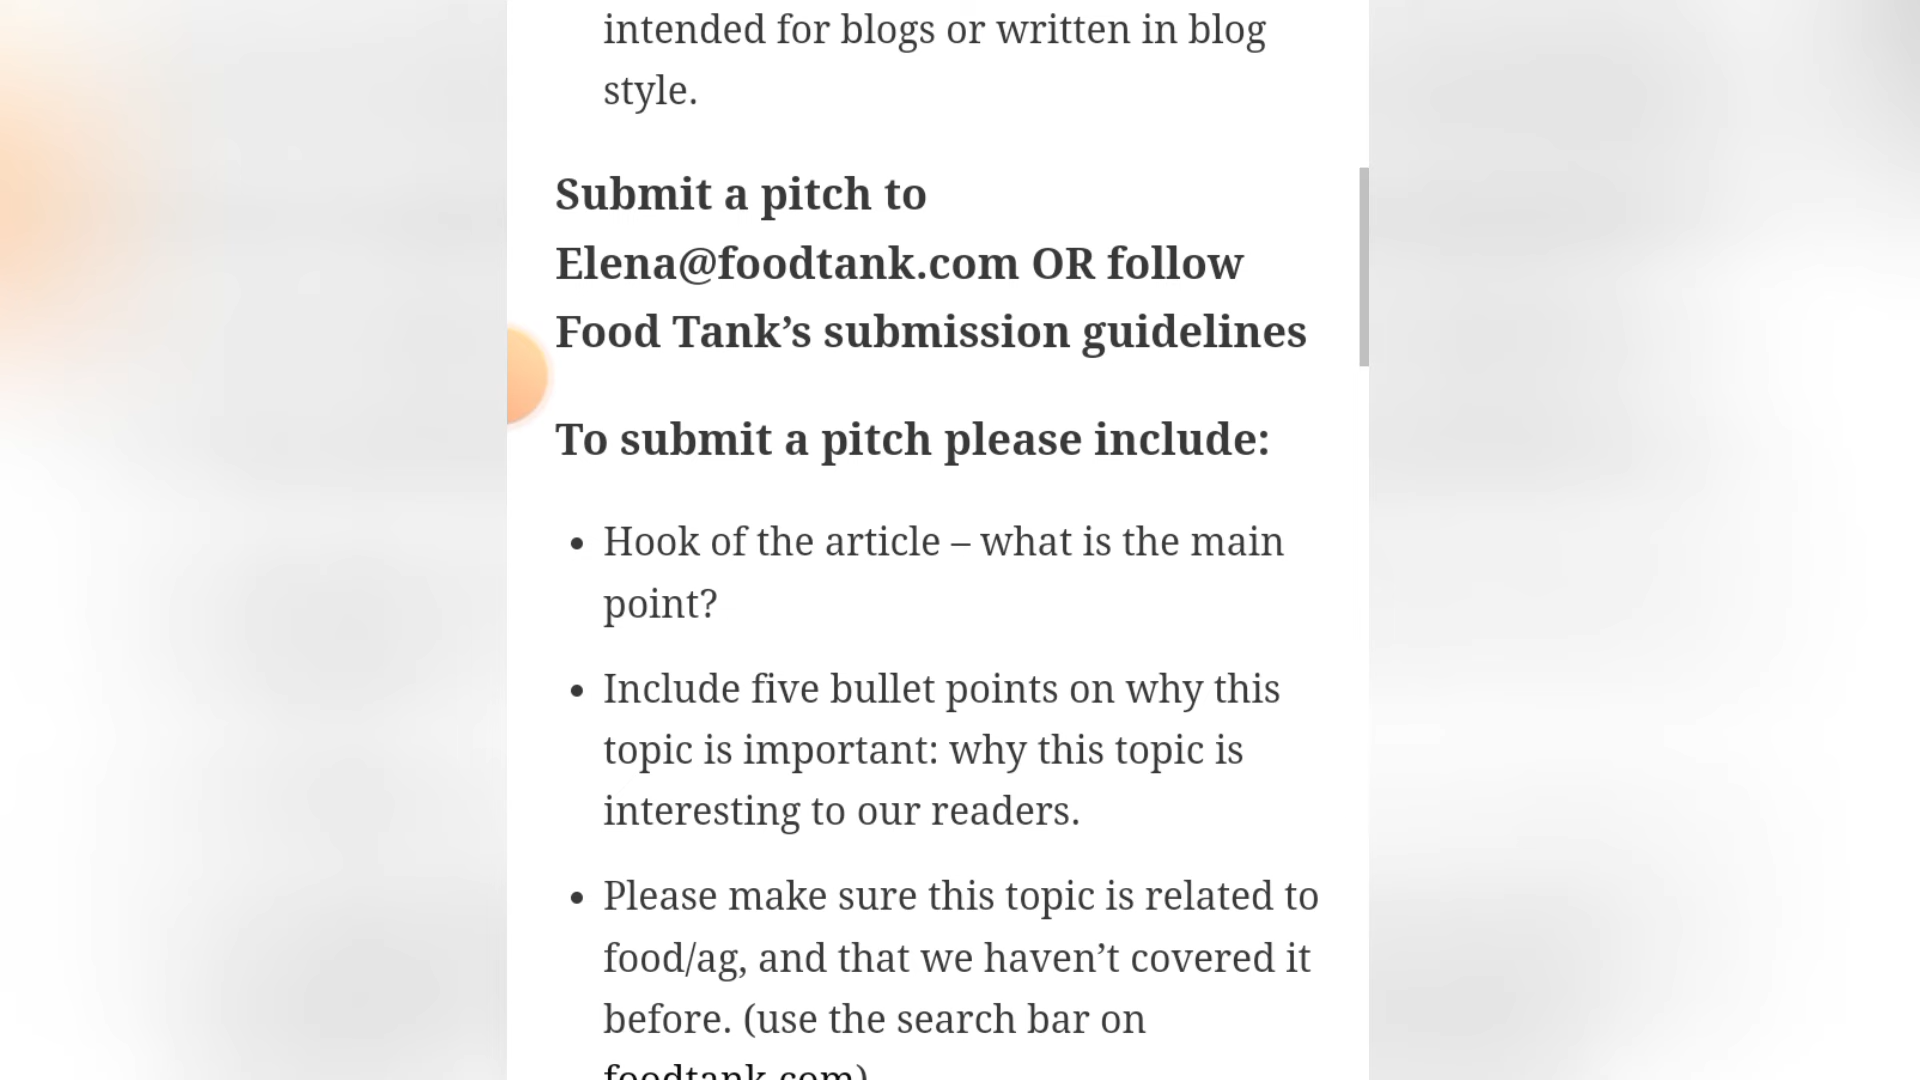 intended for blogs or written in blog
style.
Submit a pitch to
Elena@foodtank.com OR follow
Food Tank’s submission guidelines
To submit a pitch please include:
• Hook of the article – what is the main
point?
• Include five bullet points on why this
topic is important: why this topic is
interesting to our readers.
• Please make sure this topic is related to
food/ag, and that we haven’t covered it
before. (use the search bar on
foodtank.com)